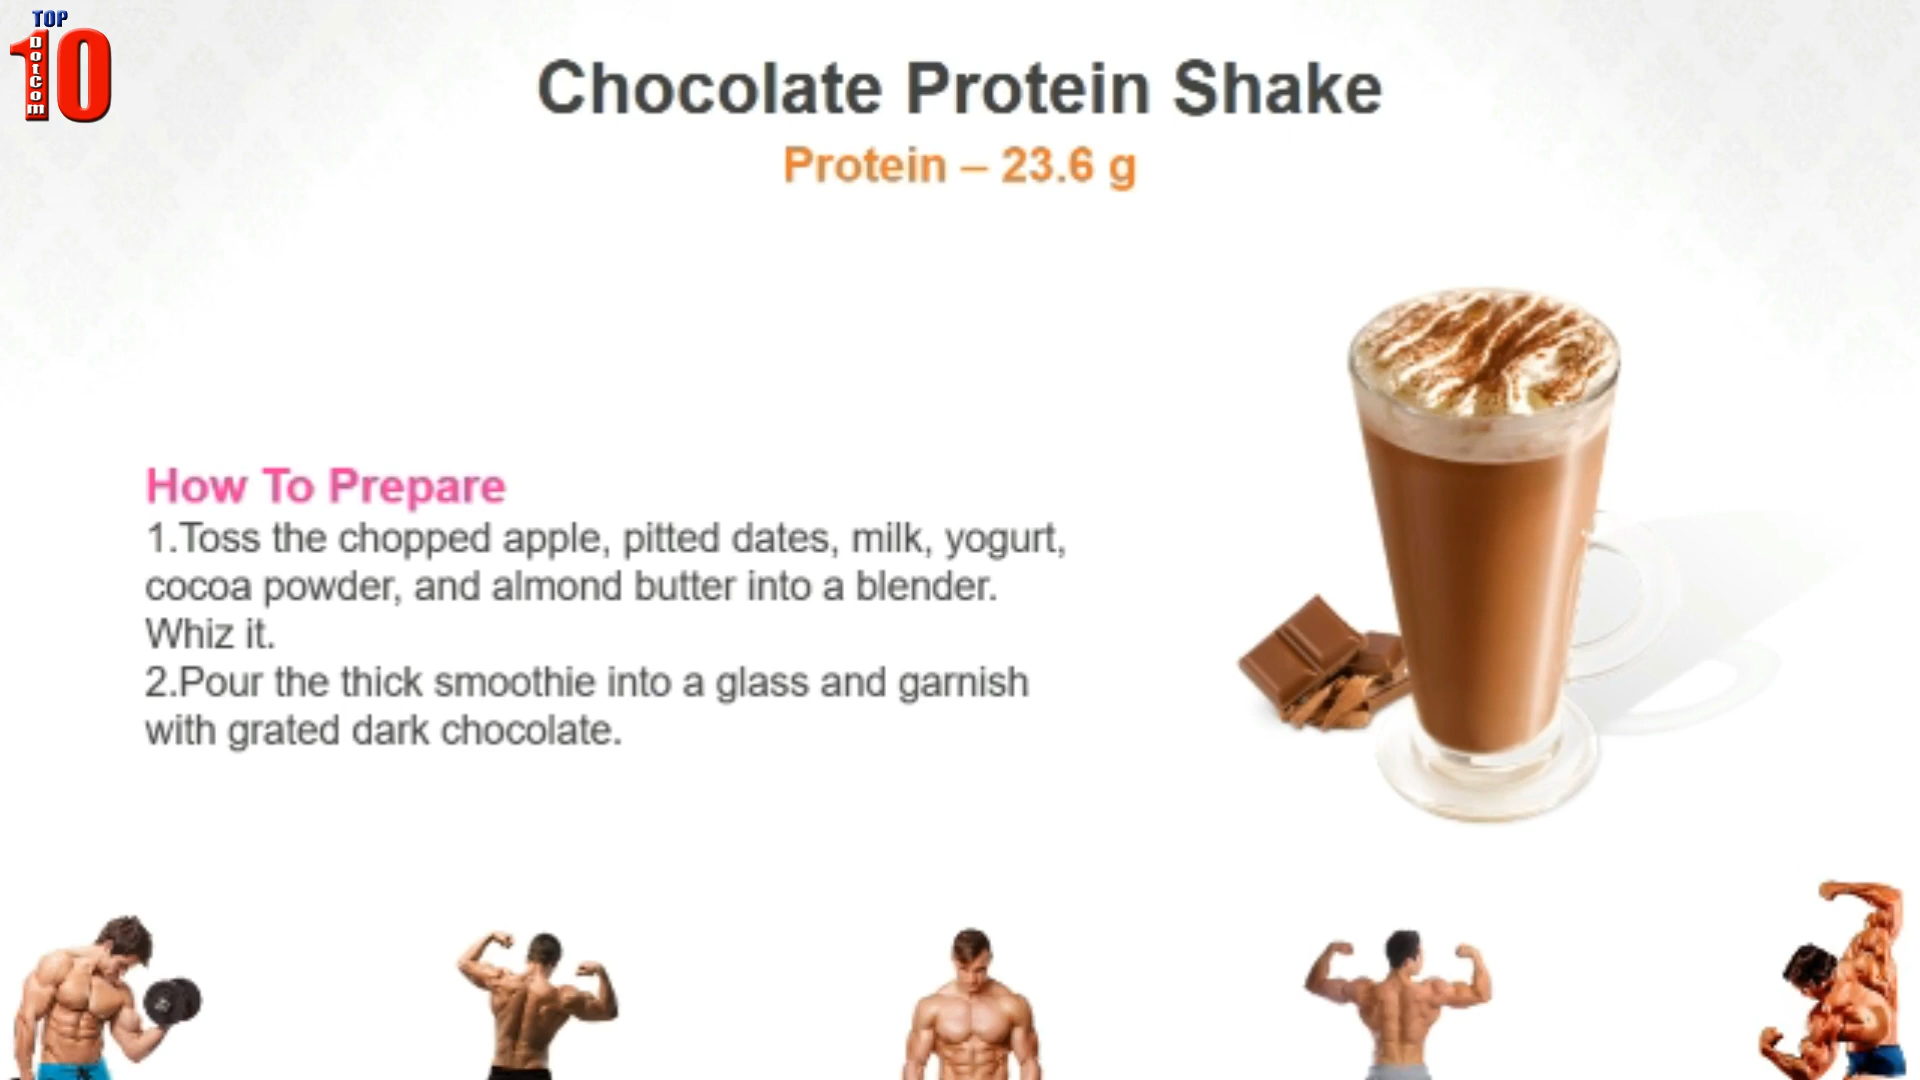 TOP
10
DotCom
Chocolate Protein Shake
Protein – 23.6 g
How To Prepare
1.Toss the chopped apple, pitted dates, milk, yogurt,
cocoa powder, and almond butter into a blender.
Whiz it.
2.Pour the thick smoothie into a glass and garnish
with grated dark chocolate.